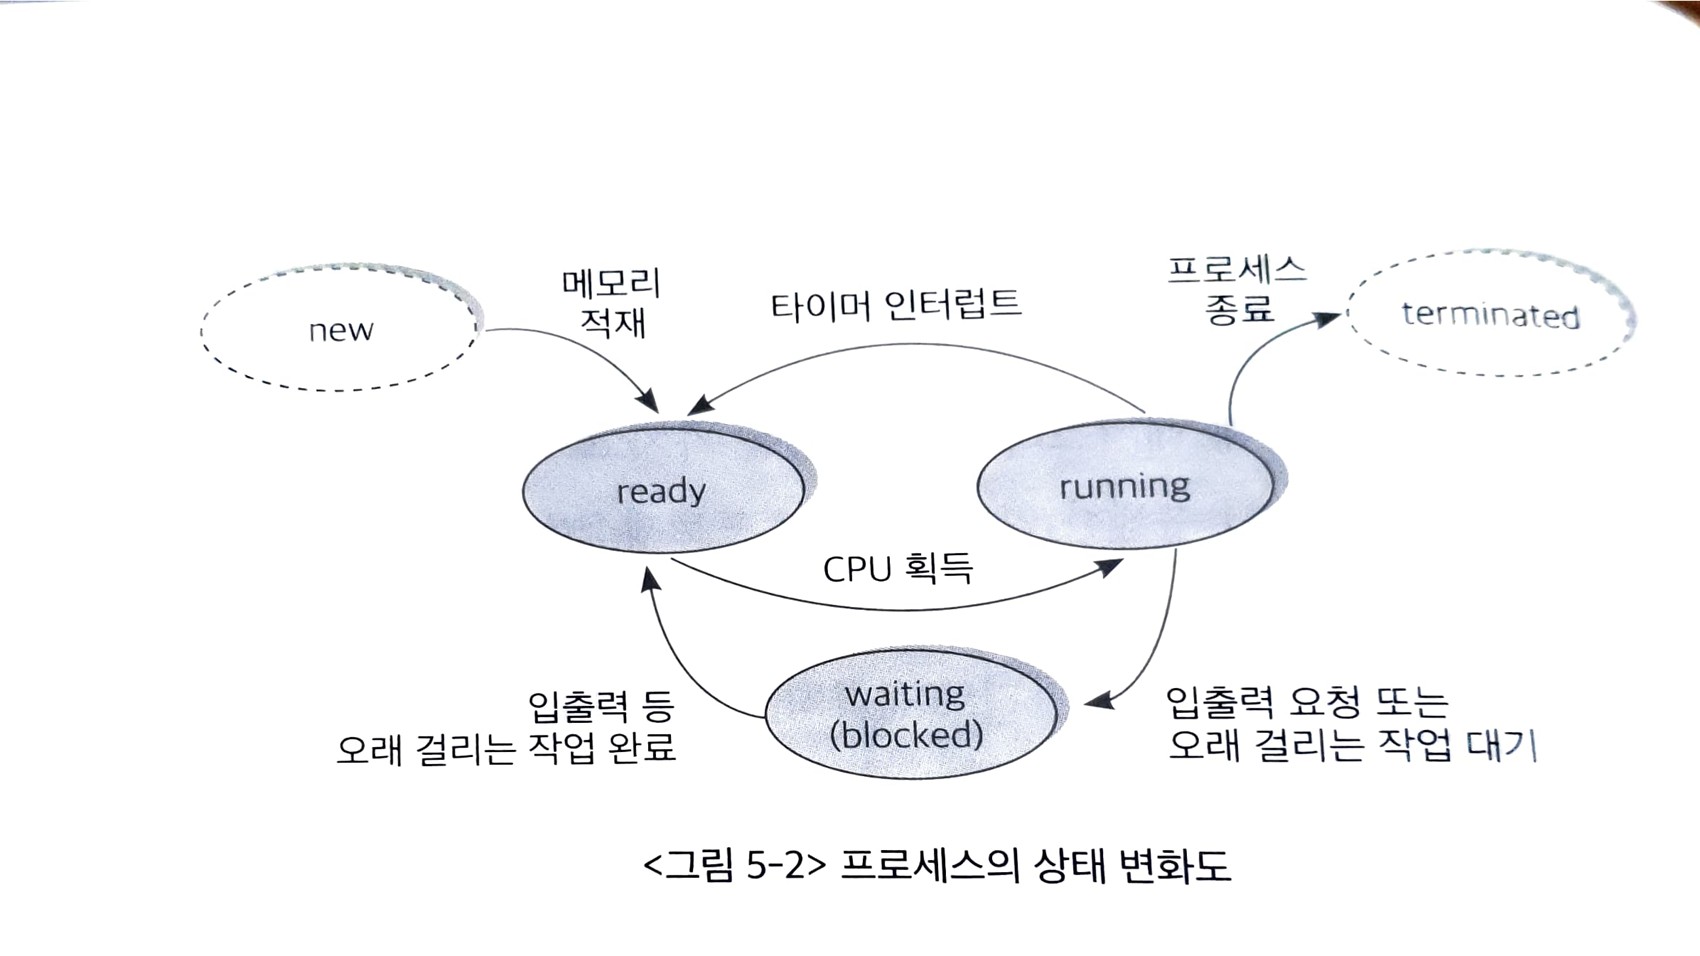 new
메모리
적재
타이머 인터럽트
프로세스
종료
terminated
ready
running
CPU 획득
waiting
(blocked)
입출력 등
오래 걸리는 작업 완료
입출력 요청 또는
오래 걸리는 작업 대기
<그림 5-2> 프로세스의 상태 변화도